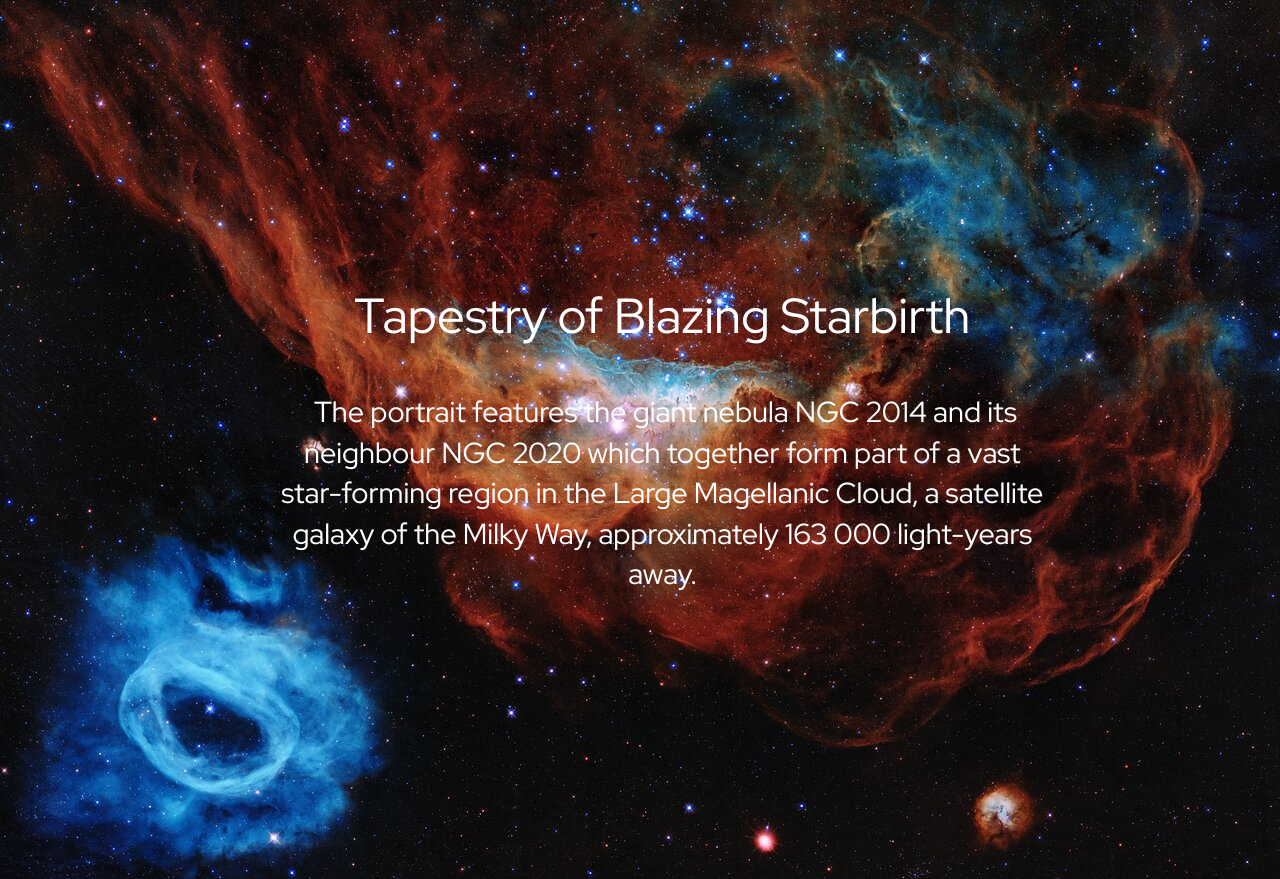 Tapestry of Blazing Starbirth
The portrait features the giant nebula NGC 2014 and its
neighbour NGC 2020 which together form part of a vast
star-forming region in the Large Magellanic Cloud, a satellite
galaxy of the Milky Way, approximately 163 000 light-years
away.